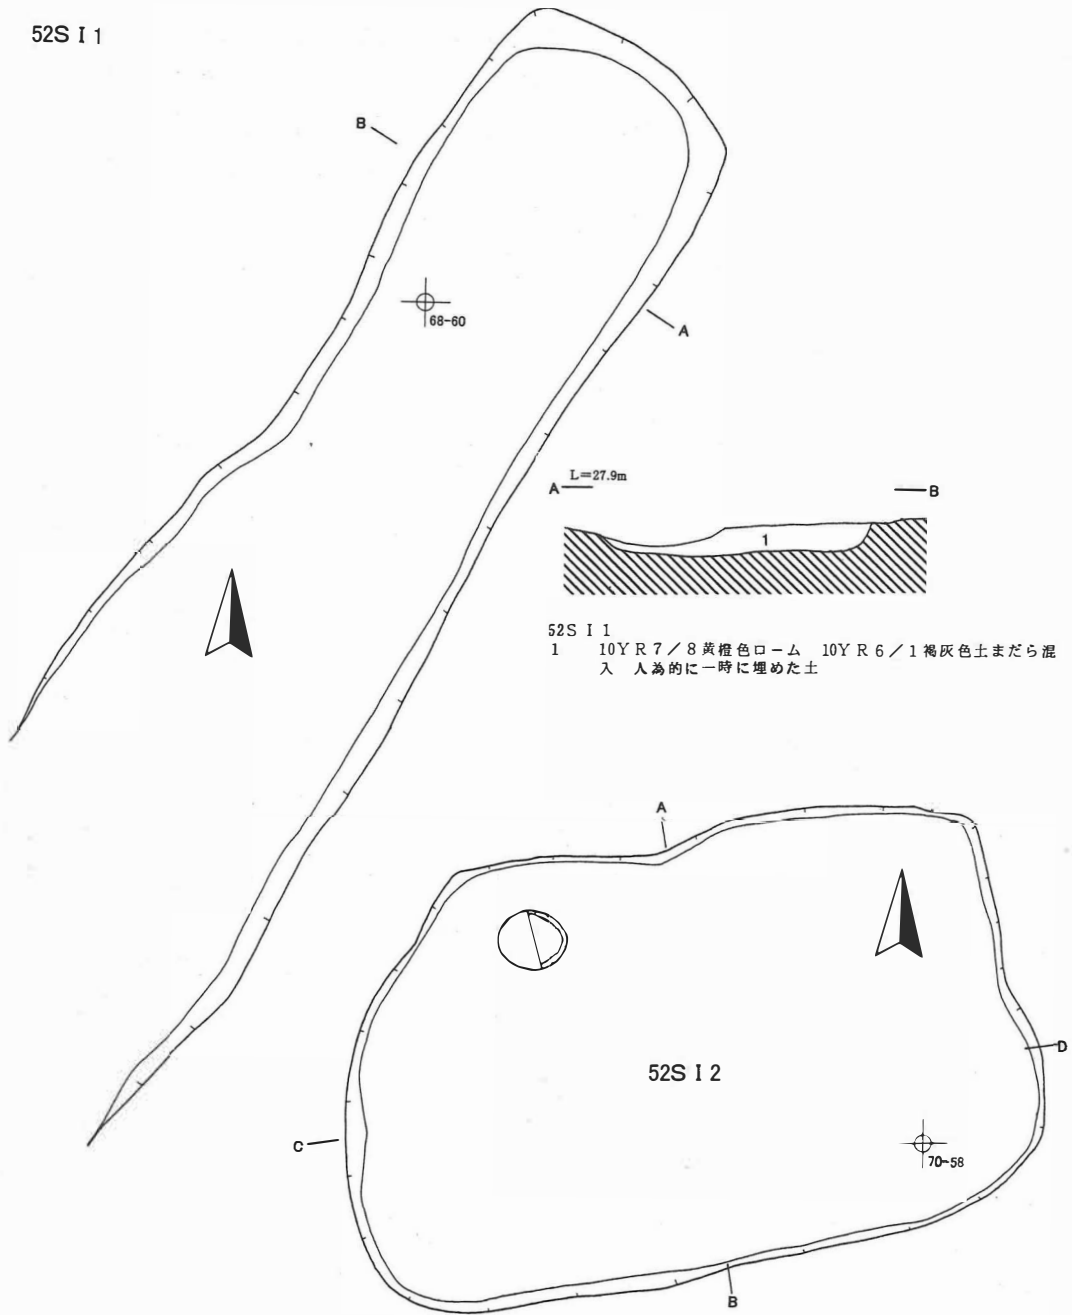 52S I 1
B
68-60
A
L=27.9m
A B
1
52S I 1
1 10YR7/8黄橙色ローム 10YR6/1褐灰色土まだら混
入 人為的に一時に埋めた土
A
52S I 2
D
C
70-58
B